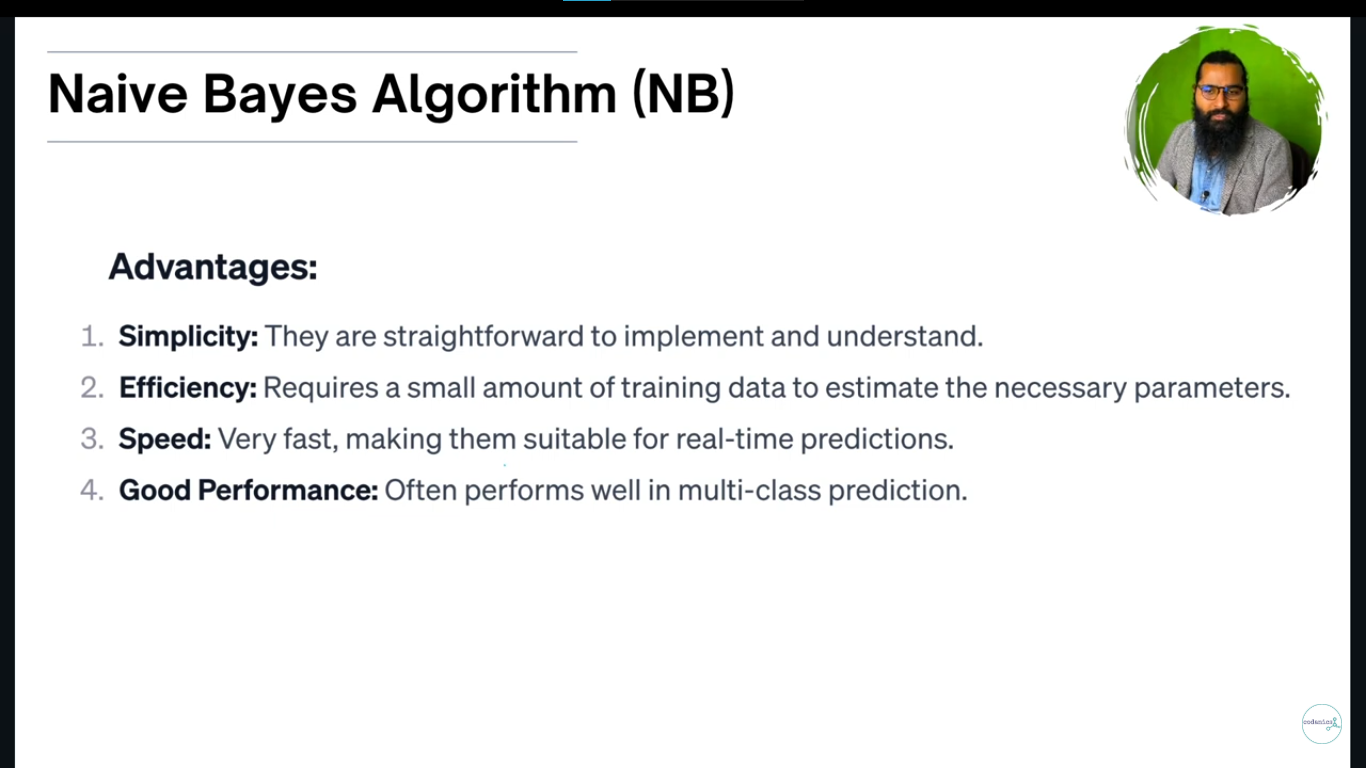 Naive Bayes Algorithm (NB)
Advantages:
1. Simplicity: They are straightforward to implement and understand.
2. Efficiency: Requires a small amount of training data to estimate the necessary parameters.
3. Speed: Very fast, making them suitable for real-time predictions.
4. Good Performance: Often performs well in multi-class prediction.
codanics